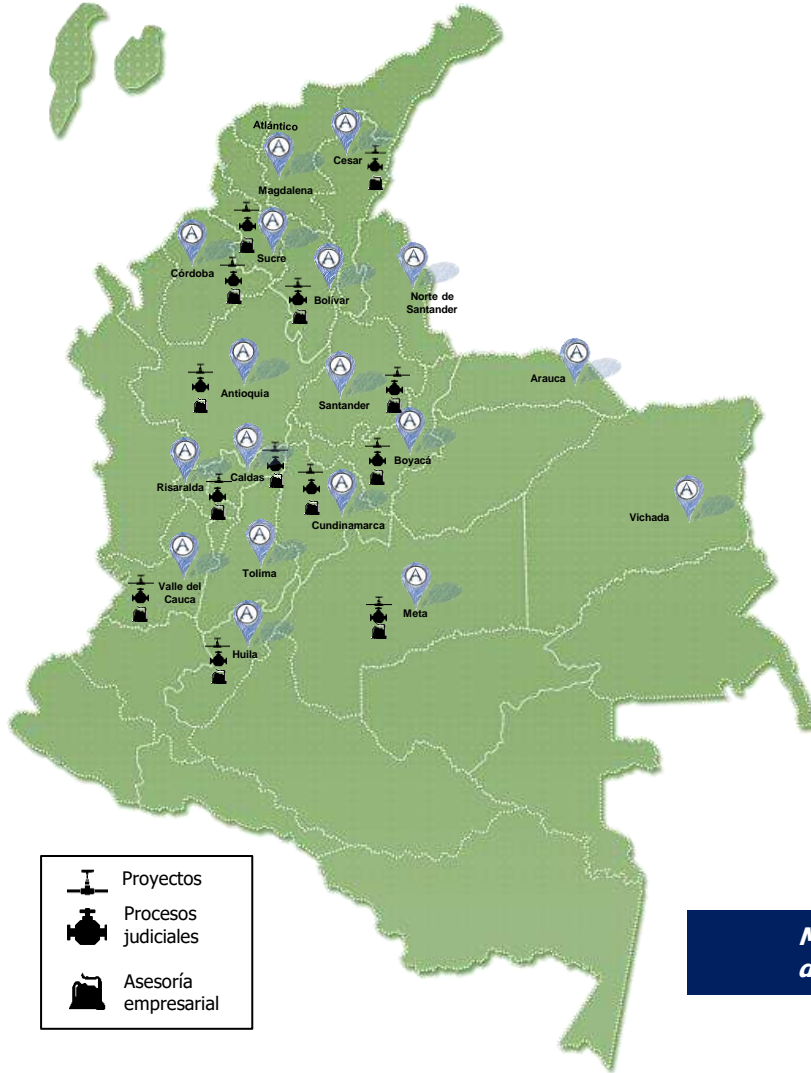 Atlántico
A
A
Cesar
Magdalena
A
A
Sucre
Córdoba
A
Bolívar
A
Norte de
Santander
A
Antioquia
A
Santander
A
Arauca
A
Boyacá
A
Caldas
A
Risaralda
A
Cundinamarca
A
Vichada
A
Tolima
A
Valle del
Cauca
A
Meta
A
Huila
Proyectos
Procesos
judiciales
Asesoría
empresarial